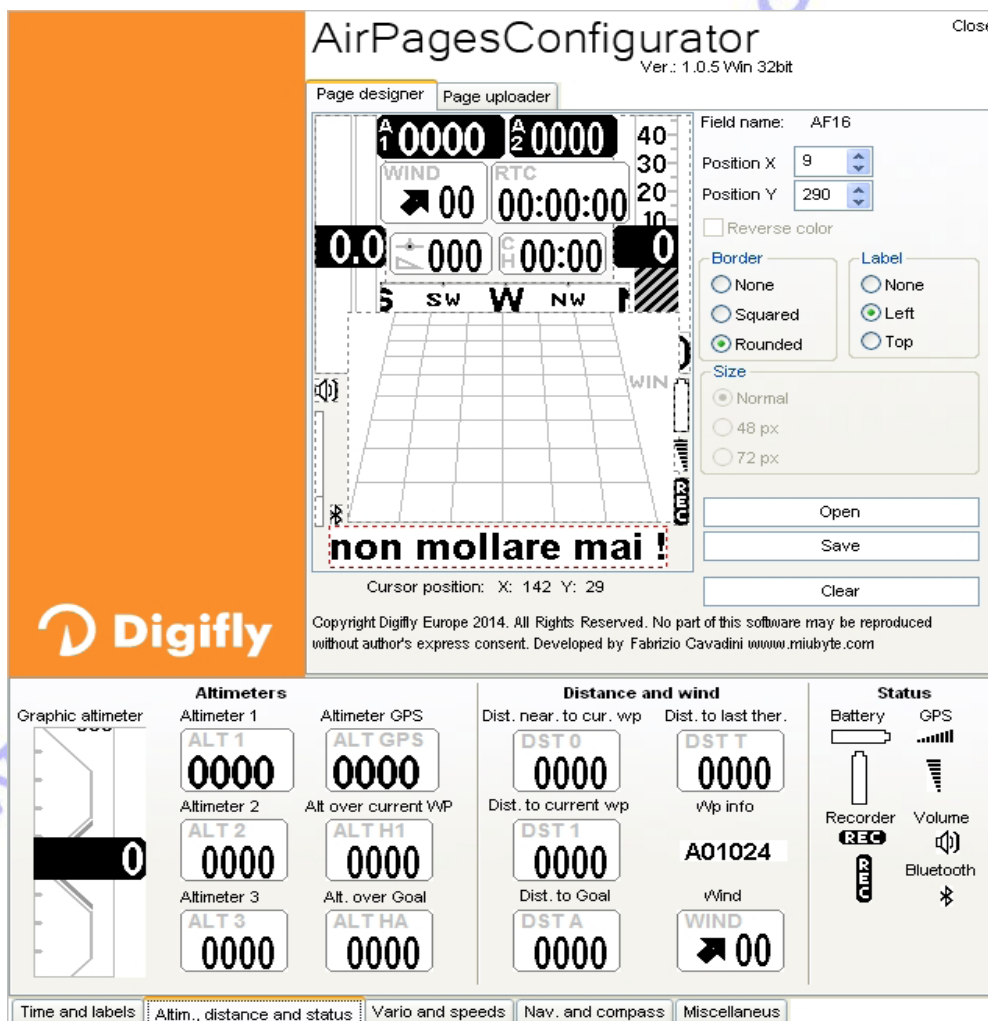 Close
AirPagesConfigurator
Ver.: 1.0.5 Win 32bit
Page designer Page uploader
A1 0000 A2 0000
40
30
20
10
WIND 00 RTC 00:00:00
0.0 000 CH 00:00 0
S SW W NW
WIN
REC
non mollare mai !
Cursor position: X: 142 Y: 29
Field name: AF16
Position X 9
Position Y 290
Reverse color
Border
None
Squared
Rounded
Label
None
Left
Top
Size
Normal
48 px
72 px
Open
Save
Clear
Copyright Digifly Europe 2014. All Rights Reserved. No part of this software may be reproduced
without author's express consent. Developed by Fabrizio Cavadini wwww.miubyte.com
Digifly
Altimeters
Graphic altimeter
0
Altimeter 1
ALT 1
0000
Altimeter 2
ALT 2
0000
Altimeter 3
ALT 3
0000
Altimeter GPS
ALT GPS
0000
Alt over current WP
ALT H1
0000
Alt. over Goal
ALT HA
0000
Distance and wind
Dist. near. to cur. wp
DST 0
0000
Dist. to current wp
DST 1
0000
Dist. to Goal
DST A
0000
Dist. to last ther.
DST T
0000
Wp info
A01024
Wind
WIND
00
Status
Battery GPS
Recorder Volume
REC
REC
Bluetooth
Time and labels Altim., distance and status Vario and speeds Nav. and compass Miscellaneus